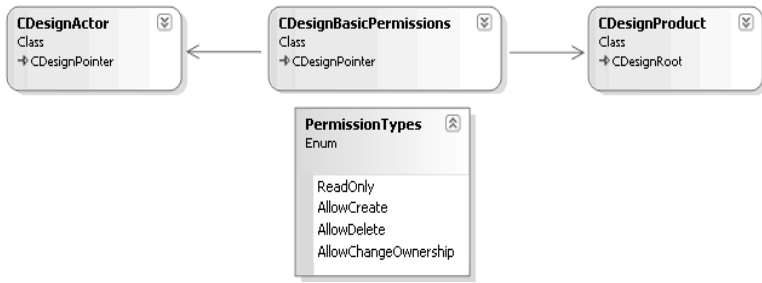 CDesignActor
Class
CDesignPointer
CDesignBasicPermissions
Class
CDesignPointer
CDesignProduct
Class
CDesignRoot
PermissionTypes
Enum
ReadOnly
AllowCreate
AllowDelete
AllowChangeOwnership